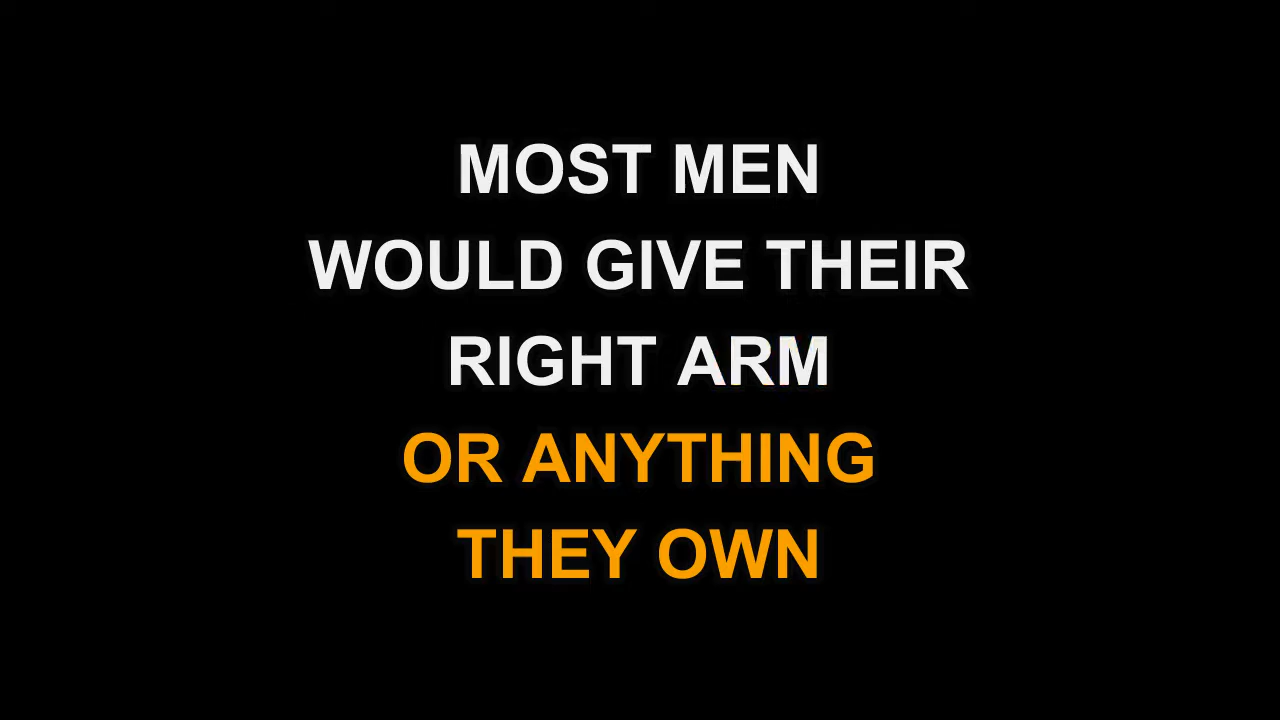 MOST MEN
WOULD GIVE THEIR
RIGHT ARM
OR ANYTHING
THEY OWN